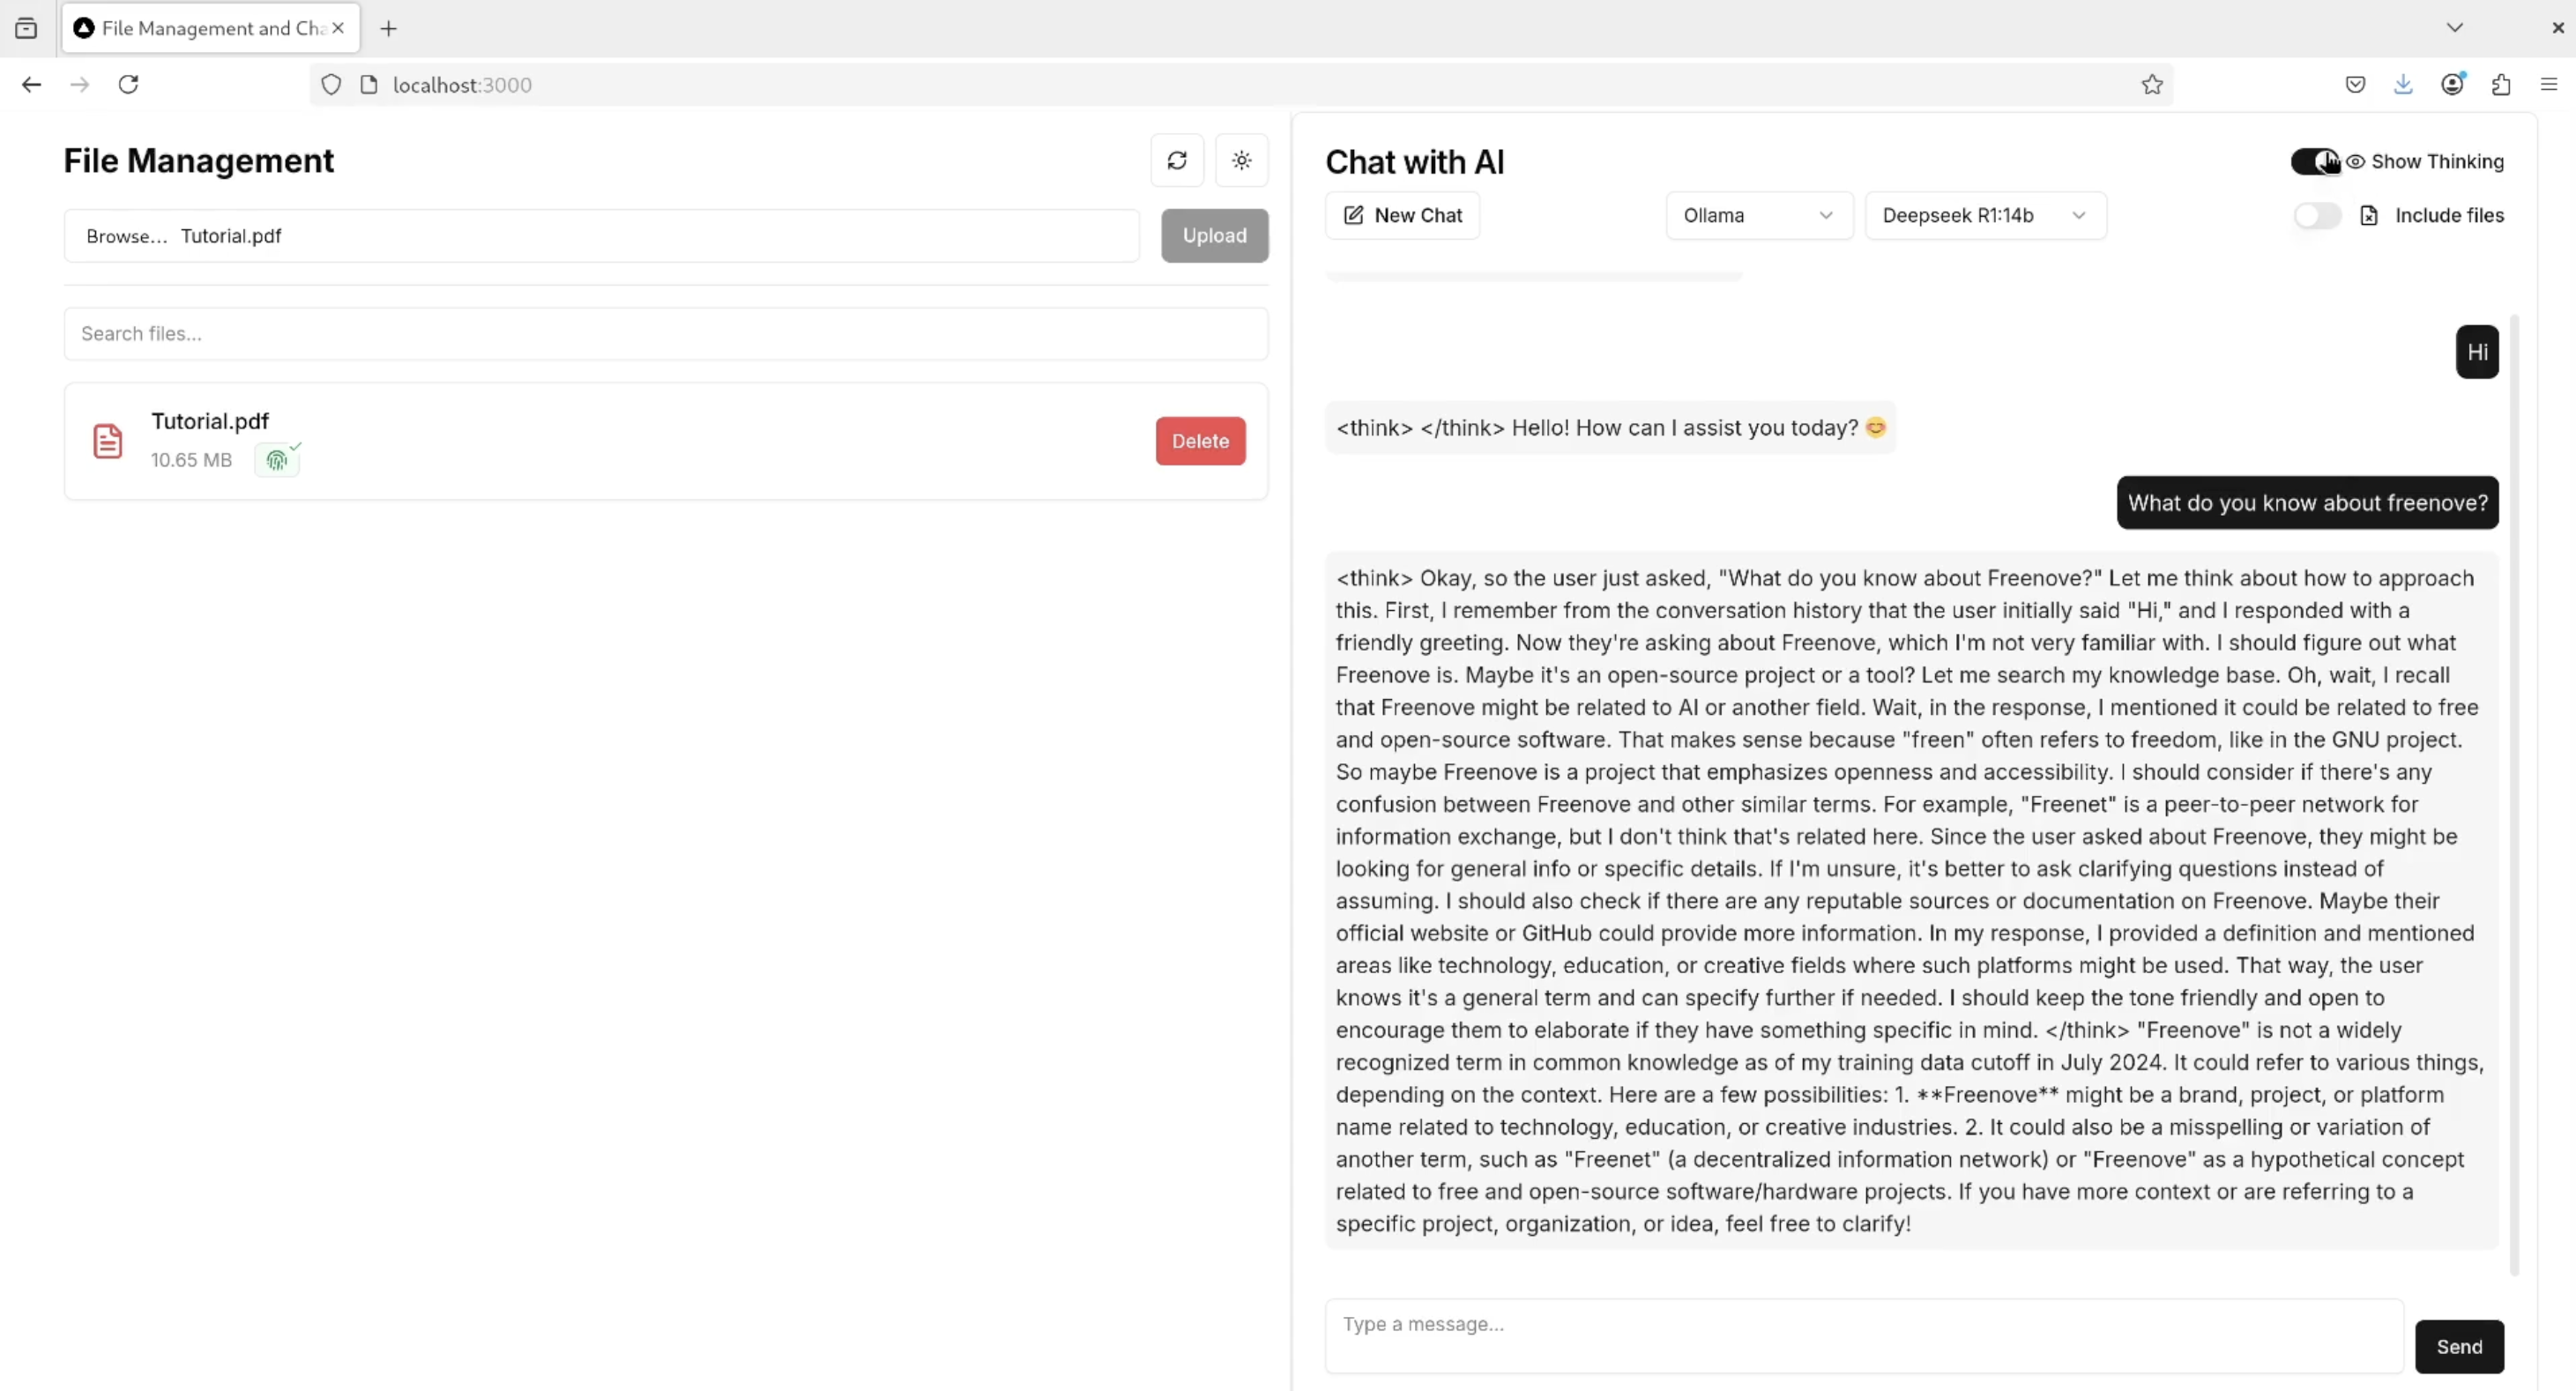 File Management and Cha
localhost:3000
File Management
Browse... Tutorial.pdf
Upload
Search files...
Tutorial.pdf
10.65 MB
Delete
Chat with AI
Show Thinking
New Chat
Ollama
Deepseek R1:14b
Include files
Hi
<think> </think> Hello! How can I assist you today? 😊
What do you know about freenove?
<think> Okay, so the user just asked, "What do you know about Freenove?" Let me think about how to approach
this. First, I remember from the conversation history that the user initially said "Hi," and I responded with a
friendly greeting. Now they're asking about Freenove, which I'm not very familiar with. I should figure out what
Freenove is. Maybe it's an open-source project or a tool? Let me search my knowledge base. Oh, wait, I recall
that Freenove might be related to AI or another field. Wait, in the response, I mentioned it could be related to free
and open-source software. That makes sense because "freen" often refers to freedom, like in the GNU project.
So maybe Freenove is a project that emphasizes openness and accessibility. I should consider if there's any
confusion between Freenove and other similar terms. For example, "Freenet" is a peer-to-peer network for
information exchange, but I don't think that's related here. Since the user asked about Freenove, they might be
looking for general info or specific details. If I'm unsure, it's better to ask clarifying questions instead of
assuming. I should also check if there are any reputable sources or documentation on Freenove. Maybe their
official website or GitHub could provide more information. In my response, I provided a definition and mentioned
areas like technology, education, or creative fields where such platforms might be used. That way, the user
knows it's a general term and can specify further if needed. I should keep the tone friendly and open to
encourage them to elaborate if they have something specific in mind. </think> "Freenove" is not a widely
recognized term in common knowledge as of my training data cutoff in July 2024. It could refer to various things,
depending on the context. Here are a few possibilities: 1. **Freenove** might be a brand, project, or platform
name related to technology, education, or creative industries. 2. It could also be a misspelling or variation of
another term, such as "Freenet" (a decentralized information network) or "Freenove" as a hypothetical concept
related to free and open-source software/hardware projects. If you have more context or are referring to a
specific project, organization, or idea, feel free to clarify!
Type a message...
Send